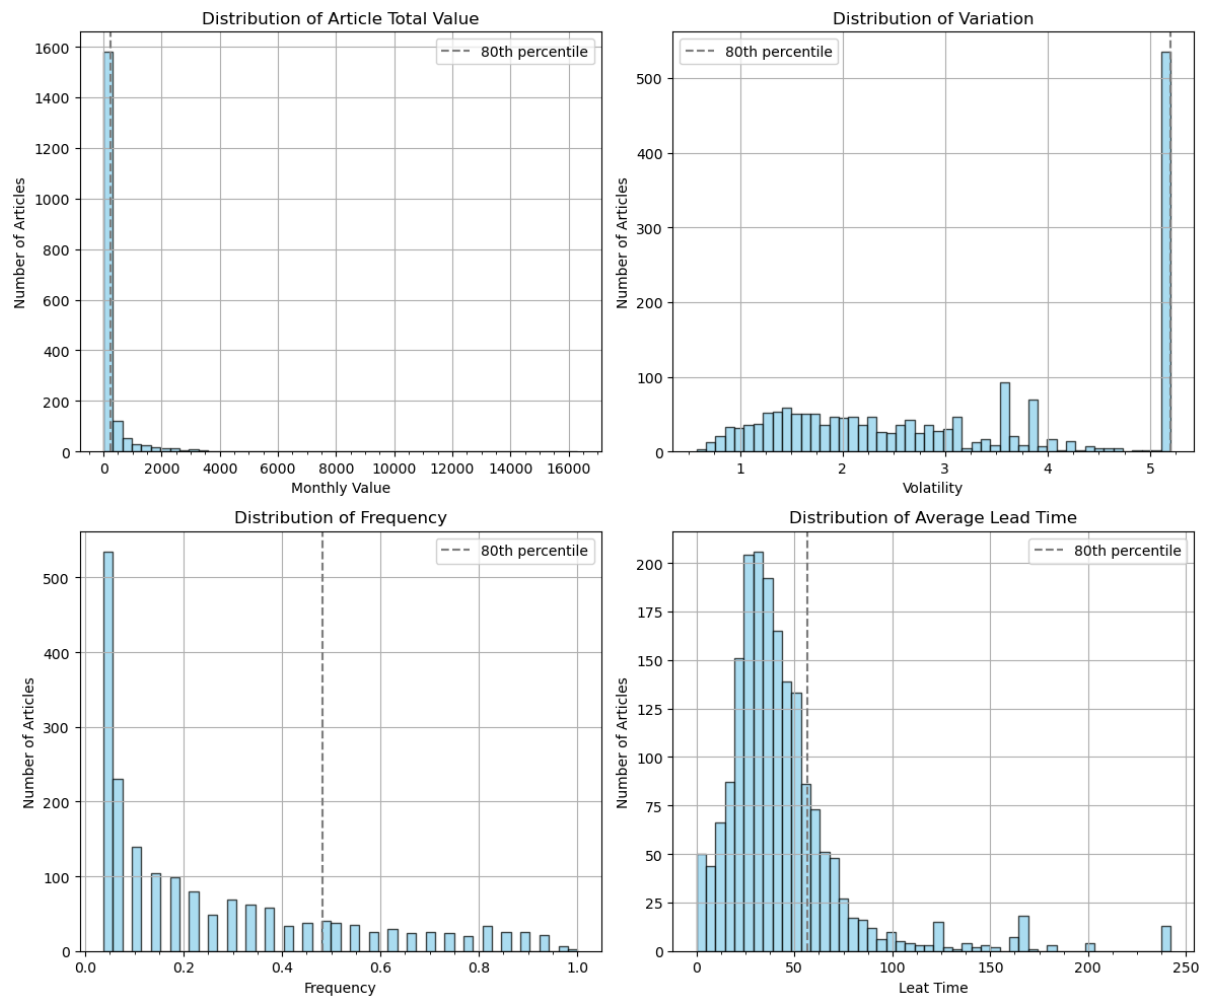 Distribution of Article Total Value
Number of Articles
1600
1400
1200
1000
800
600
400
200
0
80th percentile
0 2000 4000 6000 8000 10000 12000 14000 16000
Monthly Value
Distribution of Variation
Number of Articles
500
400
300
200
100
0
80th percentile
1 2 3 4 5
Volatility
Distribution of Frequency
Number of Articles
500
400
300
200
100
0
80th percentile
0.0 0.2 0.4 0.6 0.8 1.0
Frequency
Distribution of Average Lead Time
Number of Articles
200
175
150
125
100
75
50
25
0
80th percentile
0 50 100 150 200 250
Leat Time